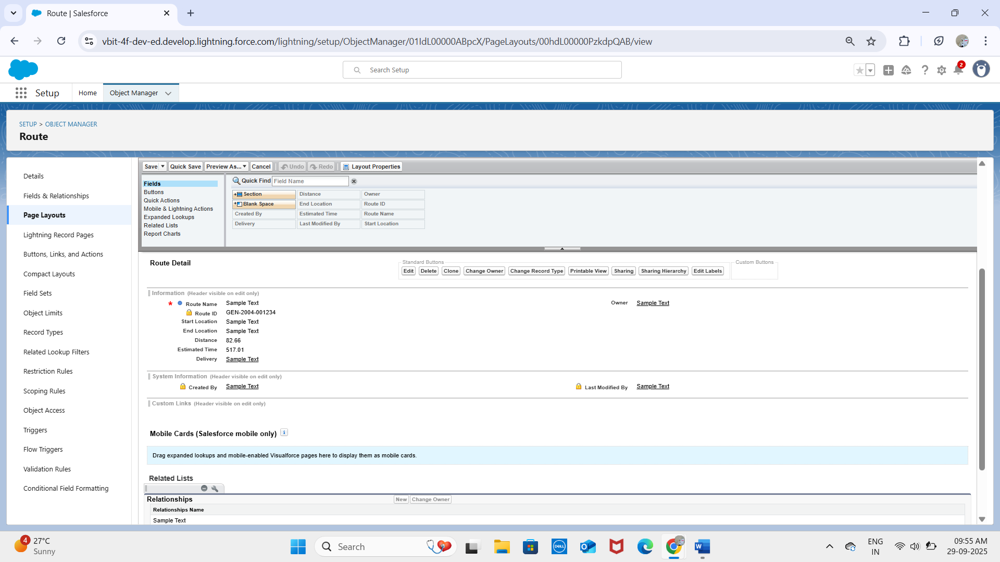 Route | Salesforce
vbit-4f-dev-ed.develop.lightning.force.com/lightning/setup/ObjectManager/01IdL00000ABpcX/PageLayouts/00hdL00000PzkdpQAB/view
Search Setup
2
Setup
Home
Object Manager
SETUP > OBJECT MANAGER
Route
Details
Fields & Relationships
Page Layouts
Lightning Record Pages
Buttons, Links, and Actions
Compact Layouts
Field Sets
Object Limits
Record Types
Related Lookup Filters
Restriction Rules
Scoping Rules
Object Access
Triggers
Flow Triggers
Validation Rules
Conditional Field Formatting
Save Quick Save Preview As... Cancel Undo Redo Layout Properties
Fields
Buttons
Quick Actions
Mobile & Lightning Actions
Expanded Lookups
Related Lists
Report Charts
Quick Find Field Name
Section Distance Owner
Blank Space End Location Route ID
Created By Estimated Time Route Name
Delivery Last Modified By Start Location
Route Detail
Standard Buttons
Edit Delete Clone Change Owner Change Record Type Printable View Sharing Sharing Hierarchy Edit Labels
Custom Buttons
Information (Header visible on edit only)
* Route Name Sample Text Owner Sample Text
Route ID GEN-2004-001234
Start Location Sample Text
End Location Sample Text
Distance 82.66
Estimated Time 517.01
Delivery Sample Text
System Information (Header visible on edit only)
Created By Sample Text Last Modified By Sample Text
Custom Links (Header visible on edit only)
Mobile Cards (Salesforce mobile only) i
Drag expanded lookups and mobile-enabled Visualforce pages here to display them as mobile cards.
Related Lists
Relationships New Change Owner
Relationships Name
Sample Text
4
27°C
Sunny
Search
DELL
ENG
IN
09:55 AM
29-09-2025